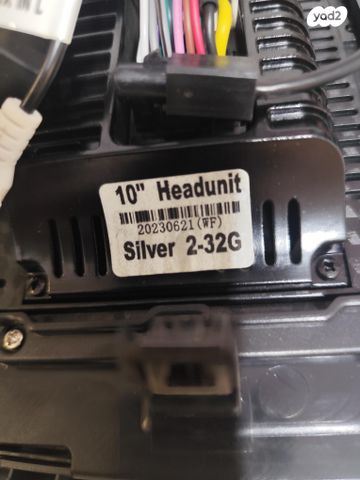 yad2
10" Headunit
20230621(WF)
Silver 2-32G